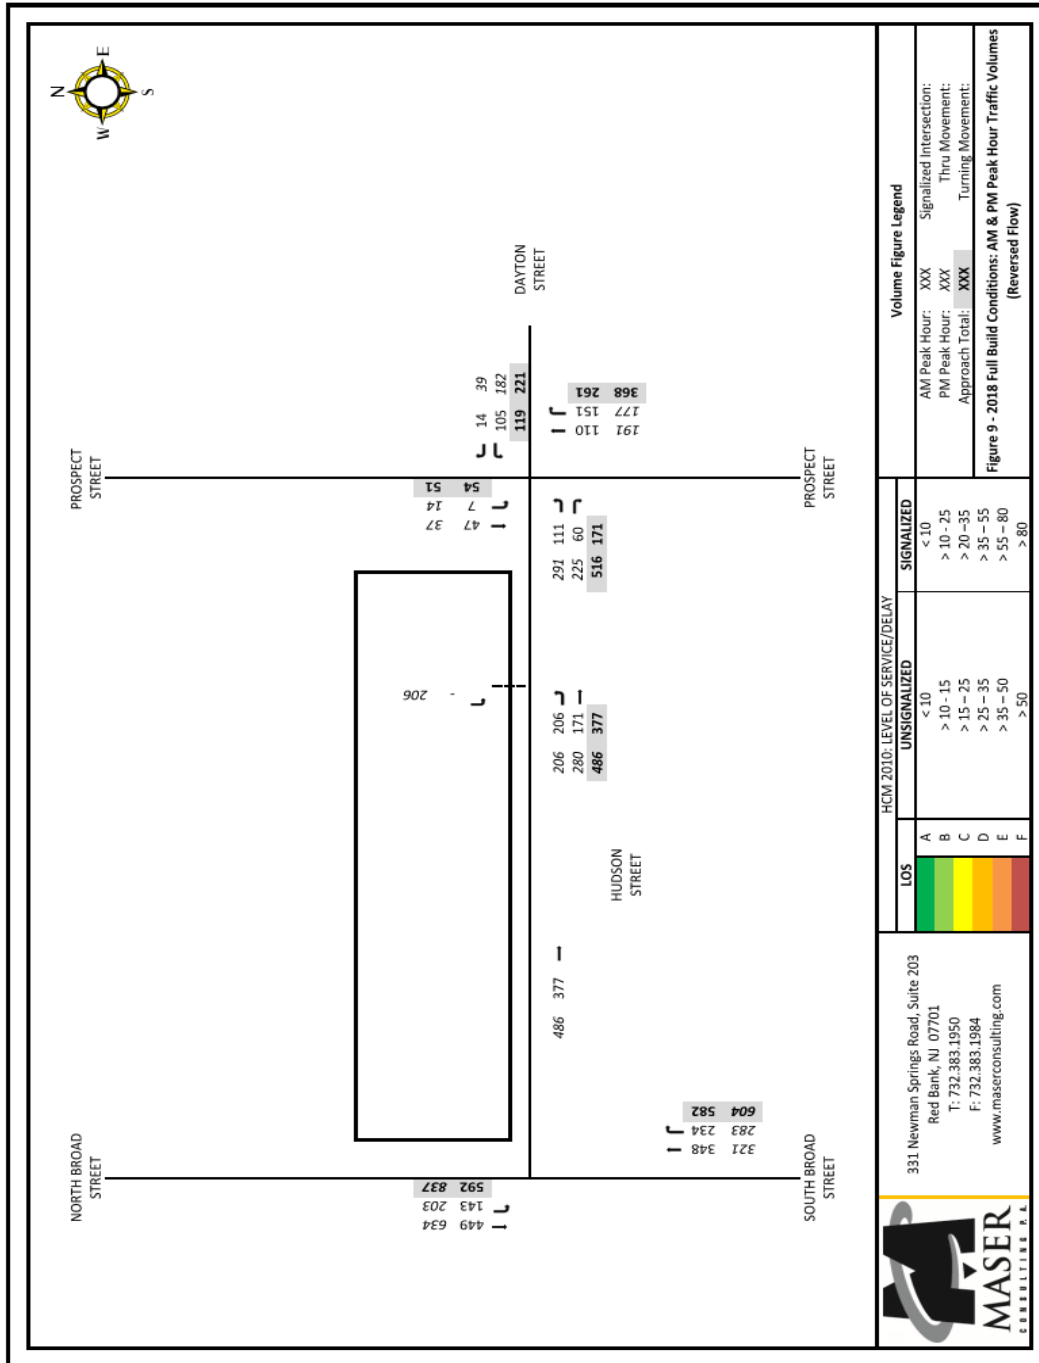 N
E
S
W
PROSPECT
STREET
DAYTON
STREET
14 39
105 182
119 221
191 110
177 151
368 261
47 37
7 14
54 51
291 111
225 60
516 171
PROSPECT
STREET
206
-
206 206
280 171
486 377
HUDSON
STREET
486 377
NORTH BROAD
STREET
449 634
143 203
592 837
321 348
283 234
604 582
SOUTH BROAD
STREET
MASER
CONSULTING P.A.
331 Newman Springs Road, Suite 203
Red Bank, NJ 07701
T: 732.383.1950
F: 732.383.1984
www.maserconsulting.com
HCM 2010: LEVEL OF SERVICE/DELAY
LOS UNSIGNALIZED SIGNALIZED
A < 10 < 10
B > 10 - 15 > 10 - 25
C > 15 – 25 > 20 –35
D > 25 – 35 > 35 – 55
E > 35 – 50 > 55 – 80
F > 50 > 80
Volume Figure Legend
AM Peak Hour: XXX Signalized Intersection:
PM Peak Hour: XXX Thru Movement:
Approach Total: XXX Turning Movement:
Figure 9 - 2018 Full Build Conditions: AM & PM Peak Hour Traffic Volumes
(Reversed Flow)